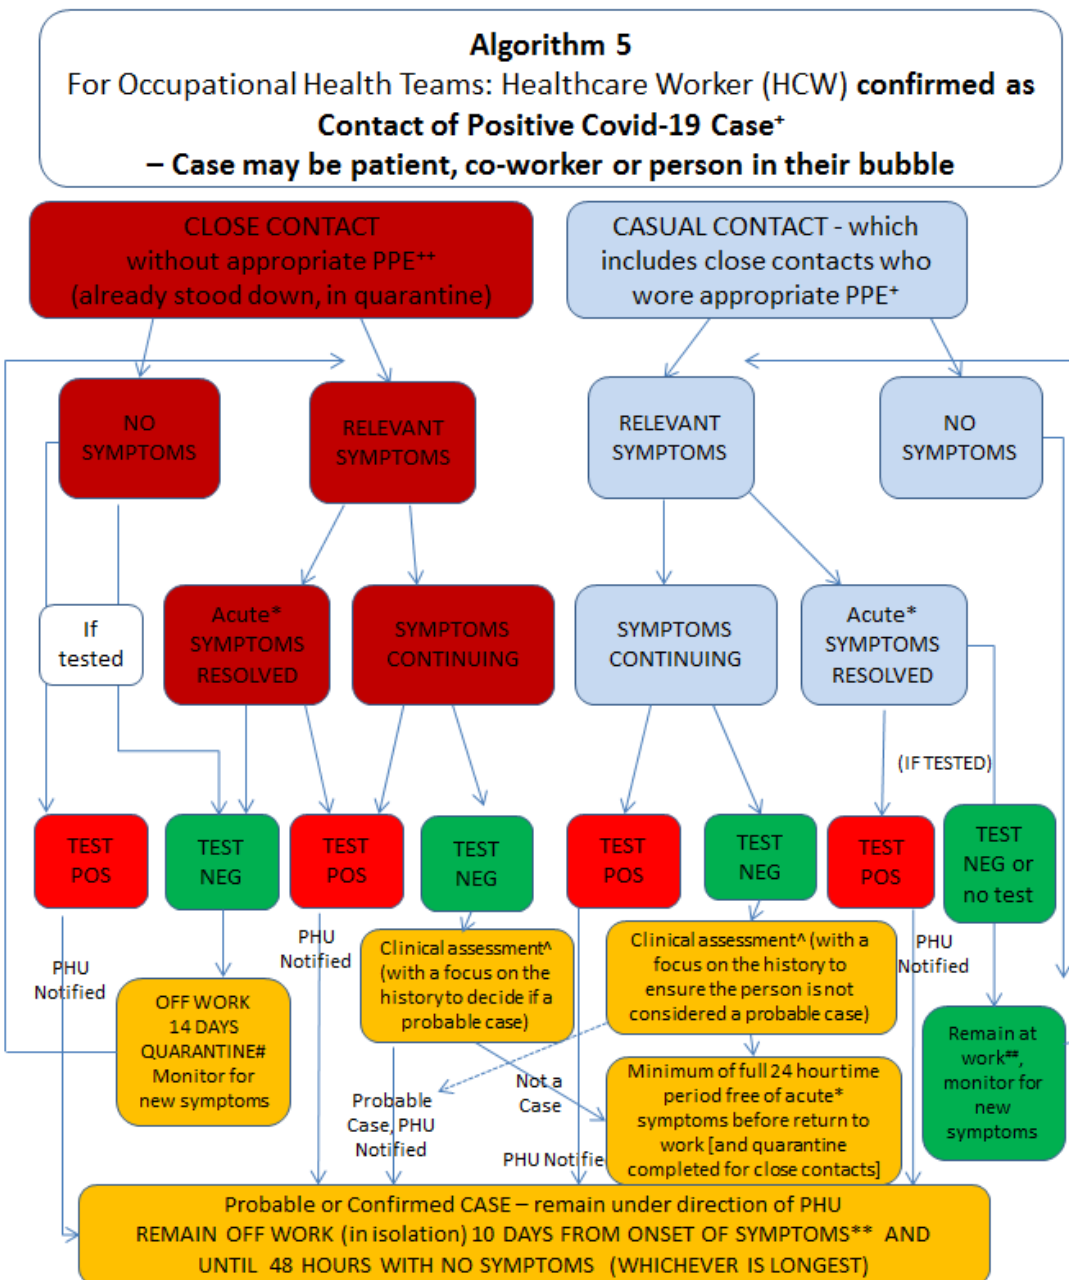 Algorithm 5
For Occupational Health Teams: Healthcare Worker (HCW) confirmed as
Contact of Positive Covid-19 Case⁺
– Case may be patient, co-worker or person in their bubble
CLOSE CONTACT
without appropriate PPE⁺⁺
(already stood down, in quarantine)
CASUAL CONTACT - which
includes close contacts who
wore appropriate PPE⁺
NO
SYMPTOMS
RELEVANT
SYMPTOMS
RELEVANT
SYMPTOMS
NO
SYMPTOMS
If
tested
Acute*
SYMPTOMS
RESOLVED
SYMPTOMS
CONTINUING
SYMPTOMS
CONTINUING
Acute*
SYMPTOMS
RESOLVED
(IF TESTED)
TEST
POS
TEST
NEG
TEST
POS
TEST
NEG
TEST
POS
TEST
NEG
TEST
POS
TEST
NEG or
no test
PHU
Notified
OFF WORK
14 DAYS
QUARANTINE#
Monitor for
new symptoms
PHU
Notified
Clinical assessment^
(with a focus on the
history to decide if a
probable case)
Clinical assessment^ (with a
focus on the history to
ensure the person is not
considered a probable case)
PHU
Notified
Remain at
work##,
monitor for
new
symptoms
Probable
Case, PHU
Notified
Not a
Case
PHU Notifie
Minimum of full 24 hour time
period free of acute*
symptoms before return to
work [and quarantine
completed for close contacts]
Probable or Confirmed CASE – remain under direction of PHU
REMAIN OFF WORK (in isolation) 10 DAYS FROM ONSET OF SYMPTOMS** AND
UNTIL 48 HOURS WITH NO SYMPTOMS (WHICHEVER IS LONGEST)